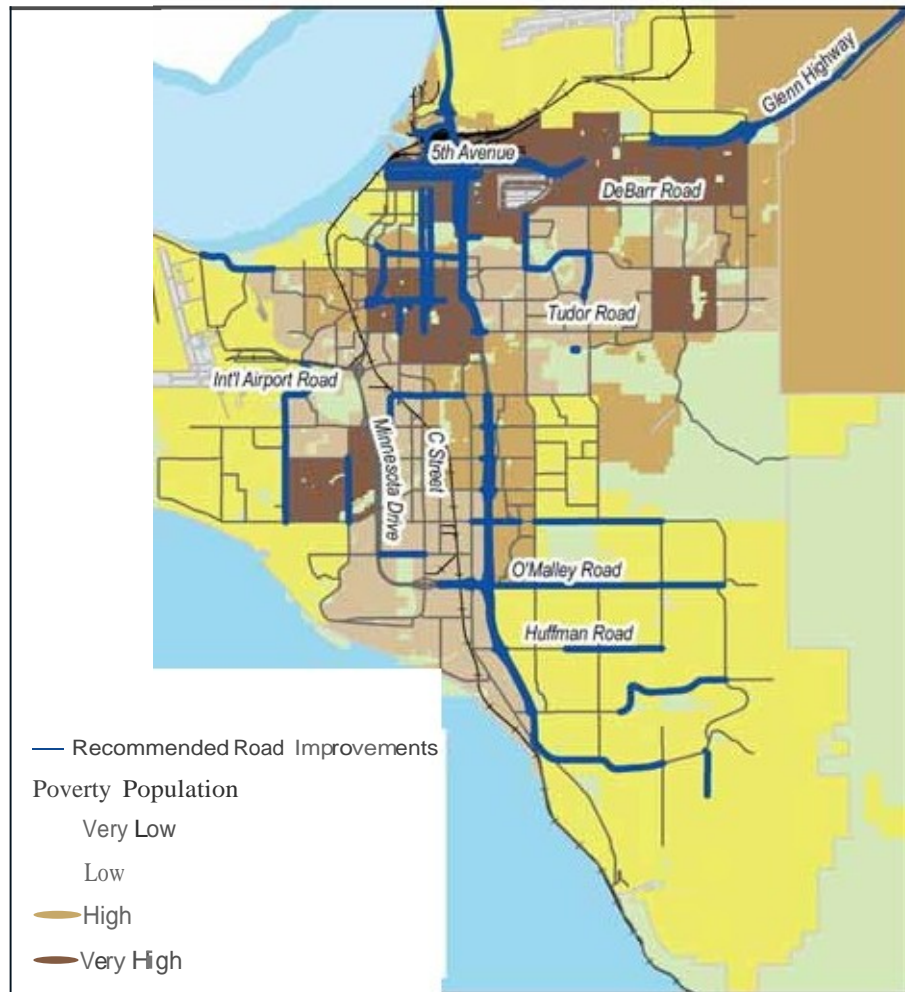 Glenn Highway
5th Avenue
DeBarr Road
Tudor Road
Int'l Airport Road
Minnesota Drive
C Street
O'Malley Road
Huffman Road
Recommended Road Improvements
Poverty Population
Very Low
Low
High
Very High